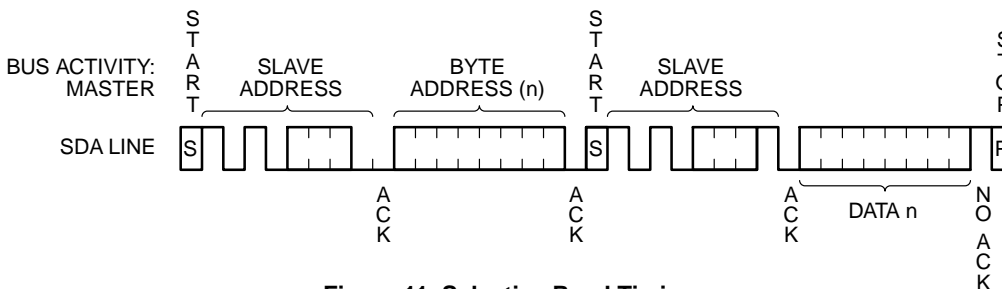 START
START
BUS ACTIVITY:
MASTER
SLAVE
ADDRESS
BYTE
ADDRESS (n)
SLAVE
ADDRESS
SDA LINE
S
S
ACK
ACK
ACK
DATA n
NO ACK